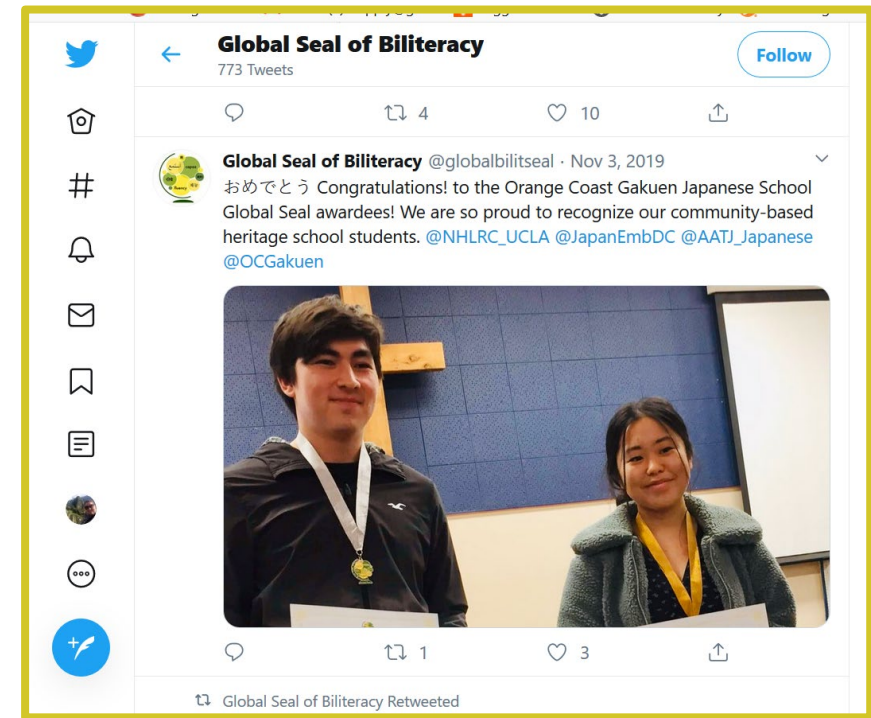 Global Seal of Biliteracy
773 Tweets
Follow
4
10
Global Seal of Biliteracy @globalbilitseal · Nov 3, 2019
おめでとう Congratulations! to the Orange Coast Gakuen Japanese School
Global Seal awardees! We are so proud to recognize our community-based
heritage school students. @NHLRC_UCLA @JapanEmbDC @AATJ_Japanese
@OCGakuen
1
3
Global Seal of Biliteracy Retweeted